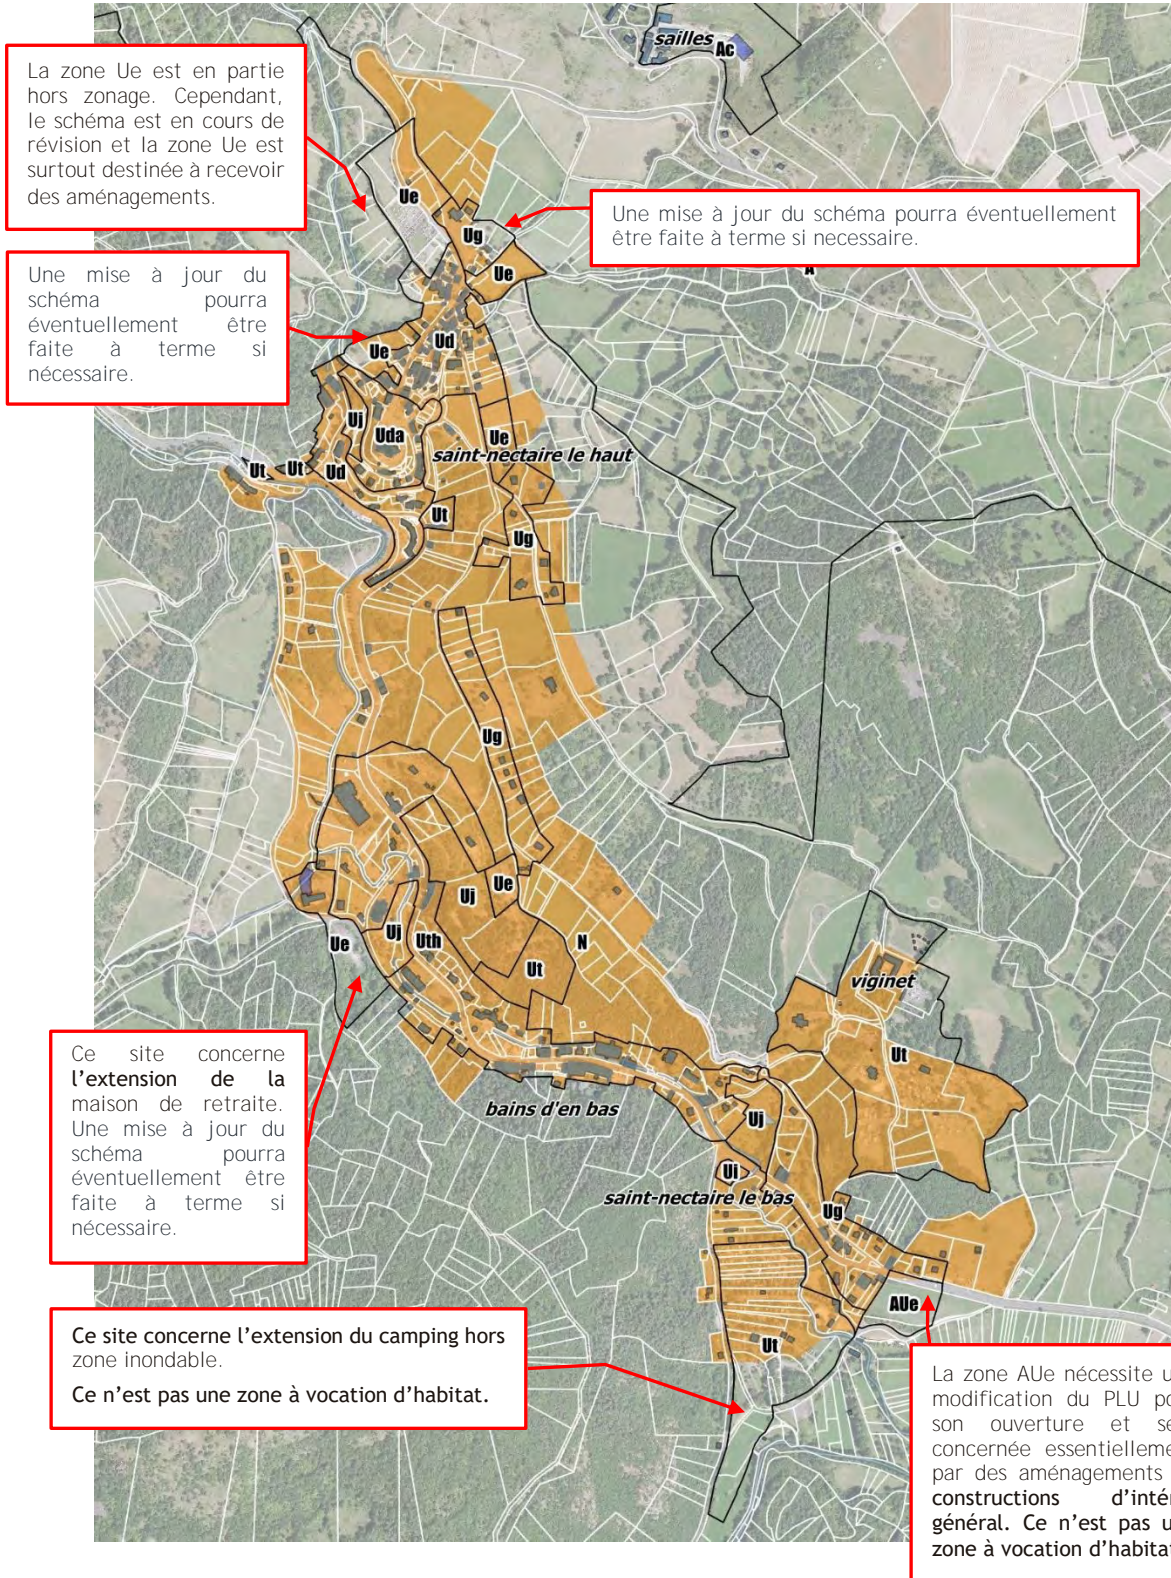 sailles
Ac
La zone Ue est en partie
hors zonage. Cependant,
le schéma est en cours de
révision et la zone Ue est
surtout destinée à recevoir
des aménagements.
Ue
Une mise à jour du schéma pourra éventuellement
être faite à terme si necessaire.
Ug
Ue
A
Une mise à jour du
schéma pourra
éventuellement être
faite à terme si
nécessaire.
Ue
Ud
Uj
Uda
Ue
saint-nectaire le haut
Ut
Ut
Ud
Ut
Ug
Ug
Uj
Ue
Uj
Uth
N
Ue
Ut
viginet
Ut
Ce site concerne
l'extension de la
maison de retraite.
Une mise à jour du
schéma pourra
éventuellement être
faite à terme si
nécessaire.
bains d'en bas
Uj
Ui
saint-nectaire le bas
Ug
AUe
Ut
Ce site concerne l'extension du camping hors
zone inondable.
Ce n'est pas une zone à vocation d'habitat.
La zone AUe nécessite
modification du PLU
son ouverture et
concernée
par des aménagements
constructions
général. Ce n'est pas
zone à vocation